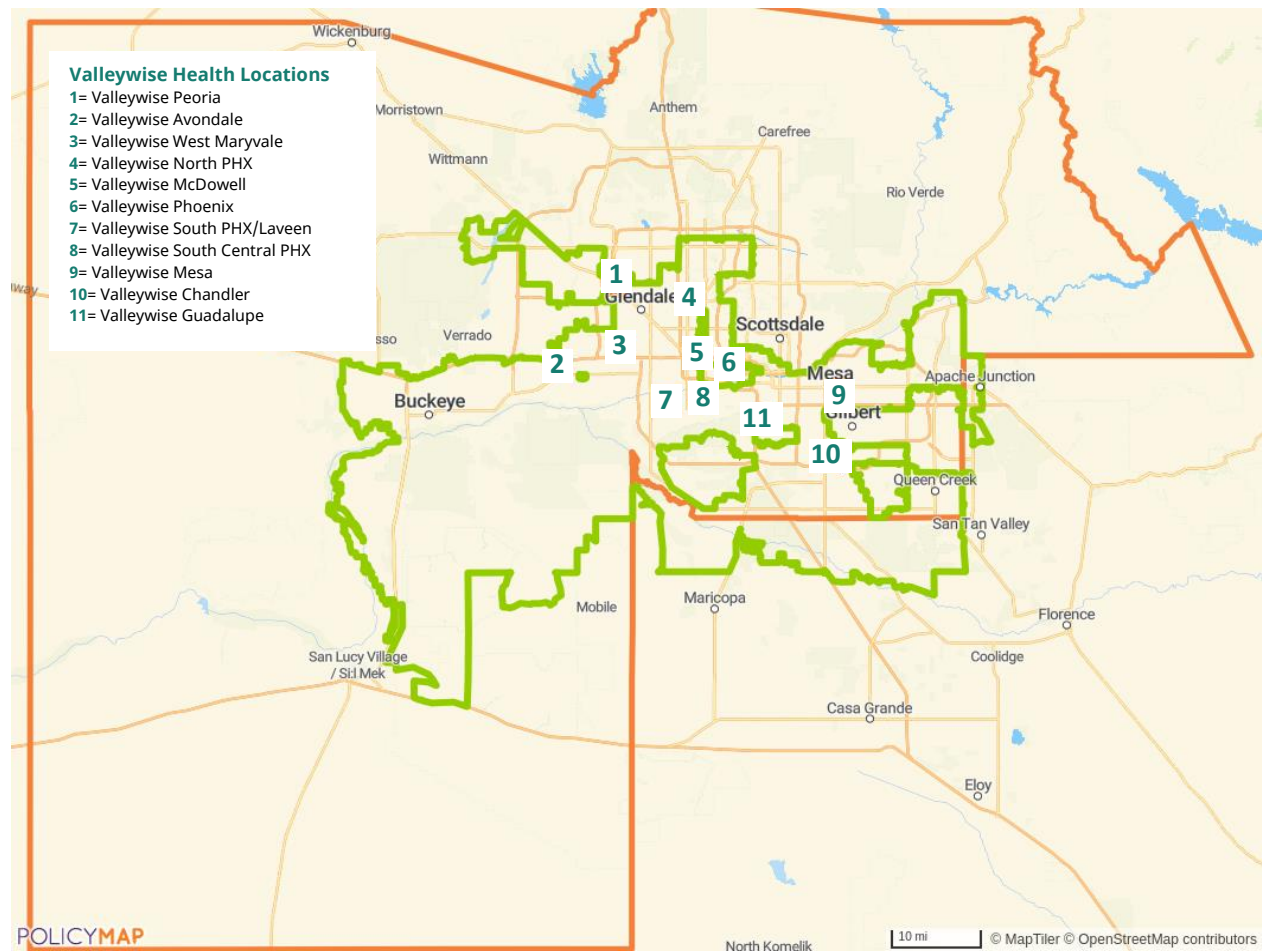 Wickenburg
Valleywise Health Locations
1= Valleywise Peoria
2= Valleywise Avondale
3= Valleywise West Maryvale
4= Valleywise North PHX
5= Valleywise McDowell
6= Valleywise Phoenix
7= Valleywise South PHX/Laveen
8= Valleywise South Central PHX
9= Valleywise Mesa
10= Valleywise Chandler
11= Valleywise Guadalupe
Morristown
Anthem
Carefree
Wittmann
Rio Verde
1
Glendale
4
Scottsdale
Verrado
3
5
6
2
Mesa
Apache Junction
Buckeye
7
8
9
Gilbert
11
10
Queen Creek
San Tan Valley
Mobile
Maricopa
Florence
San Lucy Village
/ Si:l Mek
Coolidge
Casa Grande
Eloy
POLICYMAP
North Komelik
10 mi
© MapTiler © OpenStreetMap contributors